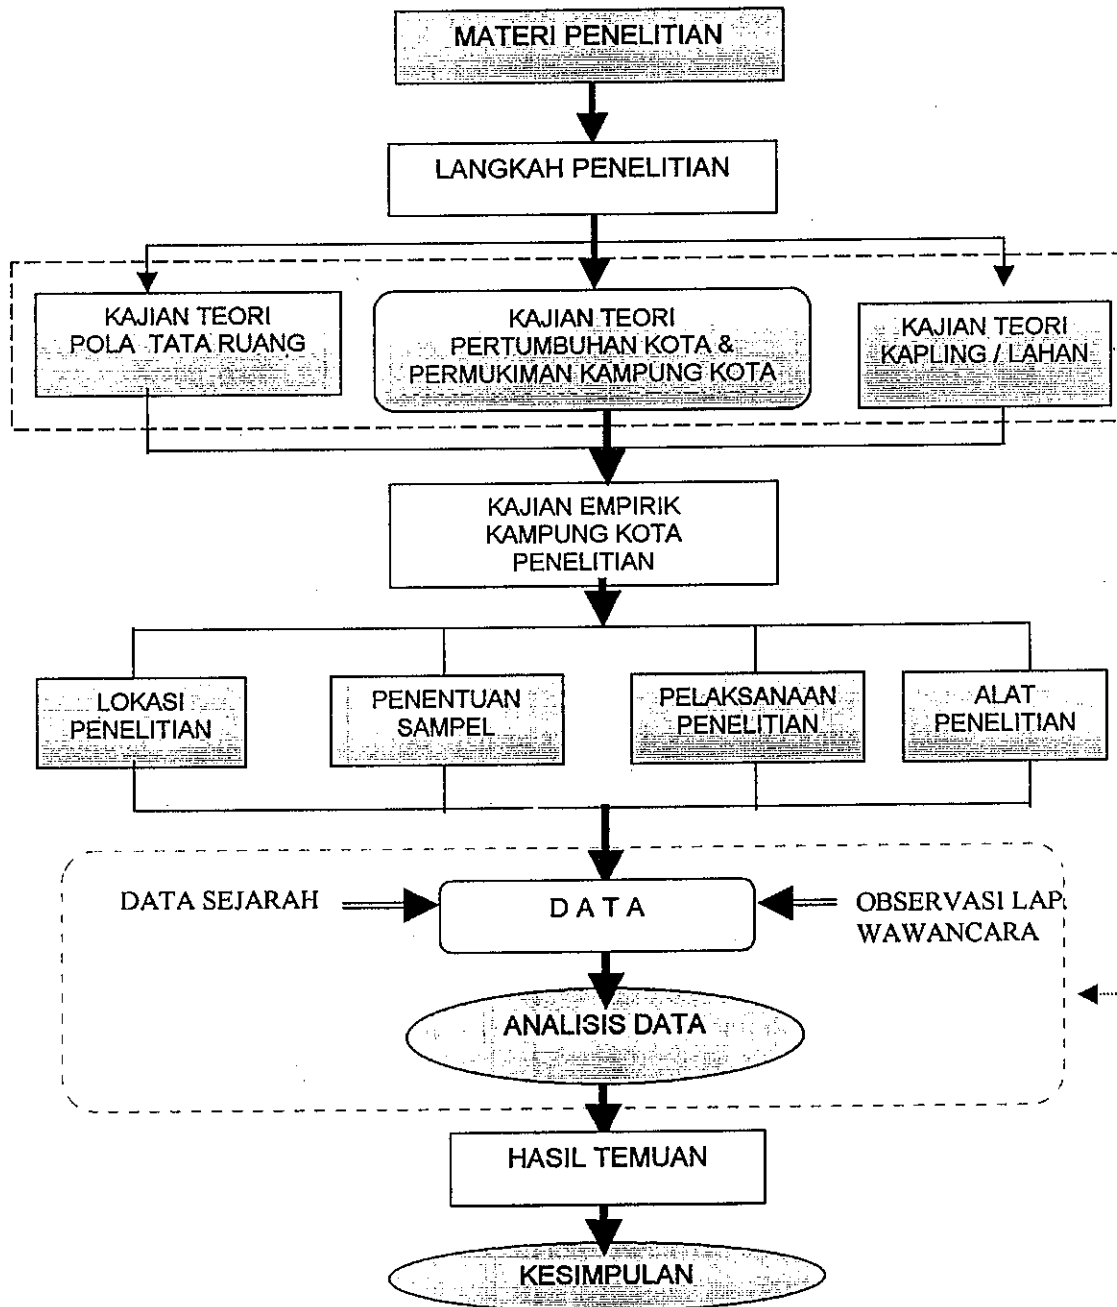 MATERI PENELITIAN
LANGKAH PENELITIAN
KAJIAN TEORI
POLA TATA RUANG
KAJIAN TEORI
PERTUMBUHAN KOTA &
PERMUKIMAN KAMPUNG KOTA
KAJIAN TEORI
KAPLING / LAHAN
KAJIAN EMPIRIK
KAMPUNG KOTA
PENELITIAN
LOKASI
PENELITIAN
PENENTUAN
SAMPEL
PELAKSANAAN
PENELITIAN
ALAT
PENELITIAN
DATA SEJARAH
D A T A
OBSERVASI LAP.
WAWANCARA
ANALISIS DATA
HASIL TEMUAN
KESIMPULAN